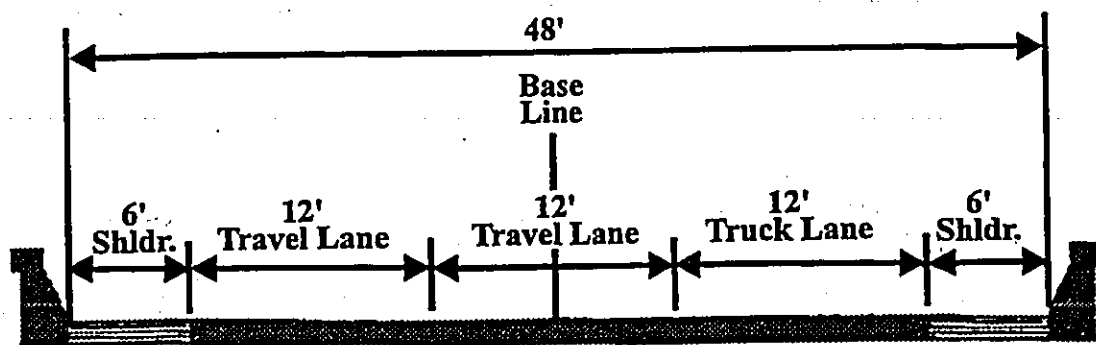 48'
Base
Line
6'
Shldr.
12'
Travel Lane
12'
Travel Lane
12'
Truck Lane
6'
Shldr.